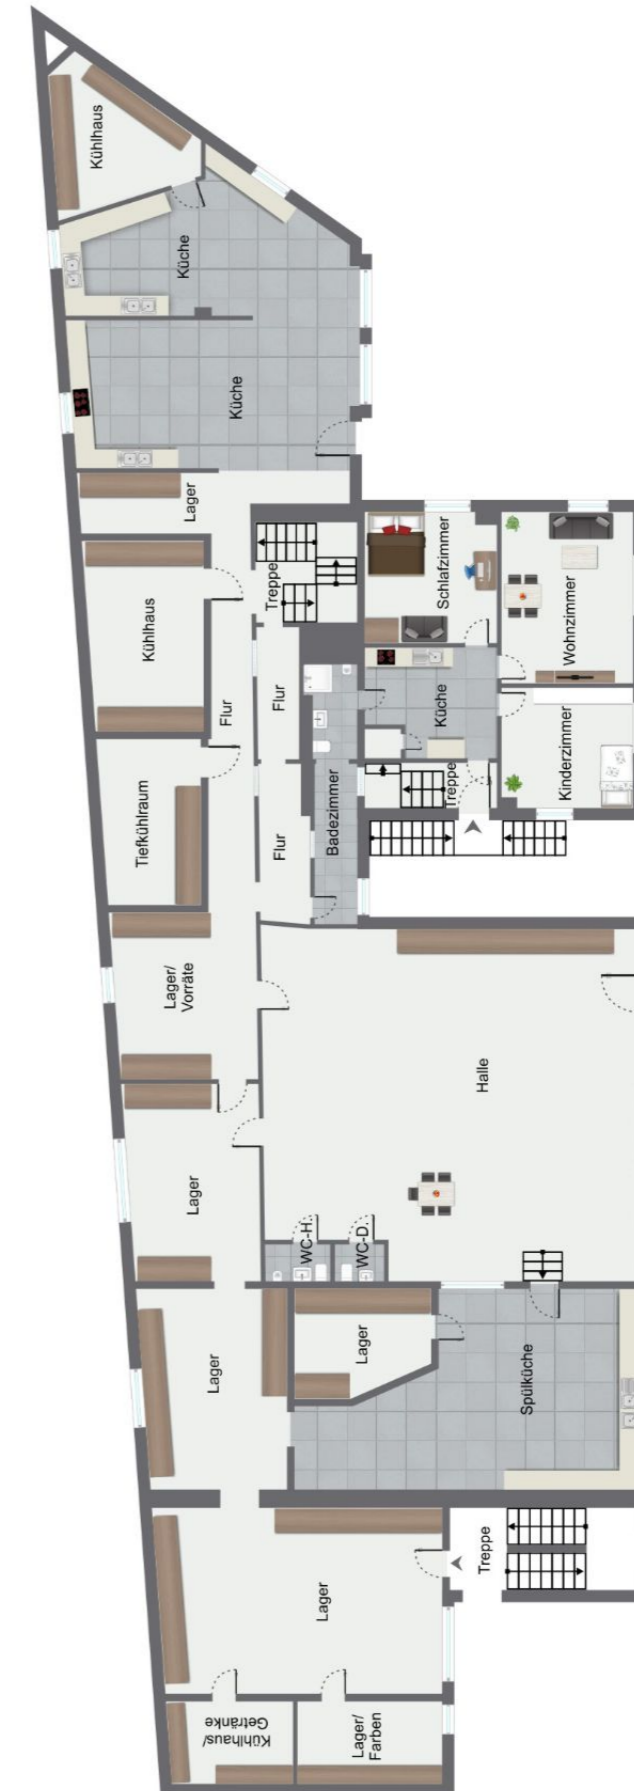 Kühlhaus
Küche
Küche
Lager
Kühlhaus
Treppe
Schlafzimmer
Flur
Flur
Küche
Wohnzimmer
Tiefkühlraum
Flur
Badezimmer
Treppe
Kinderzimmer
Lager/
Vorräte
Halle
Lager
WC-H.
WC-D.
Lager
Lager
Spülküche
Lager
Treppe
Kühlhaus/
Getränke
Lager/
Farben